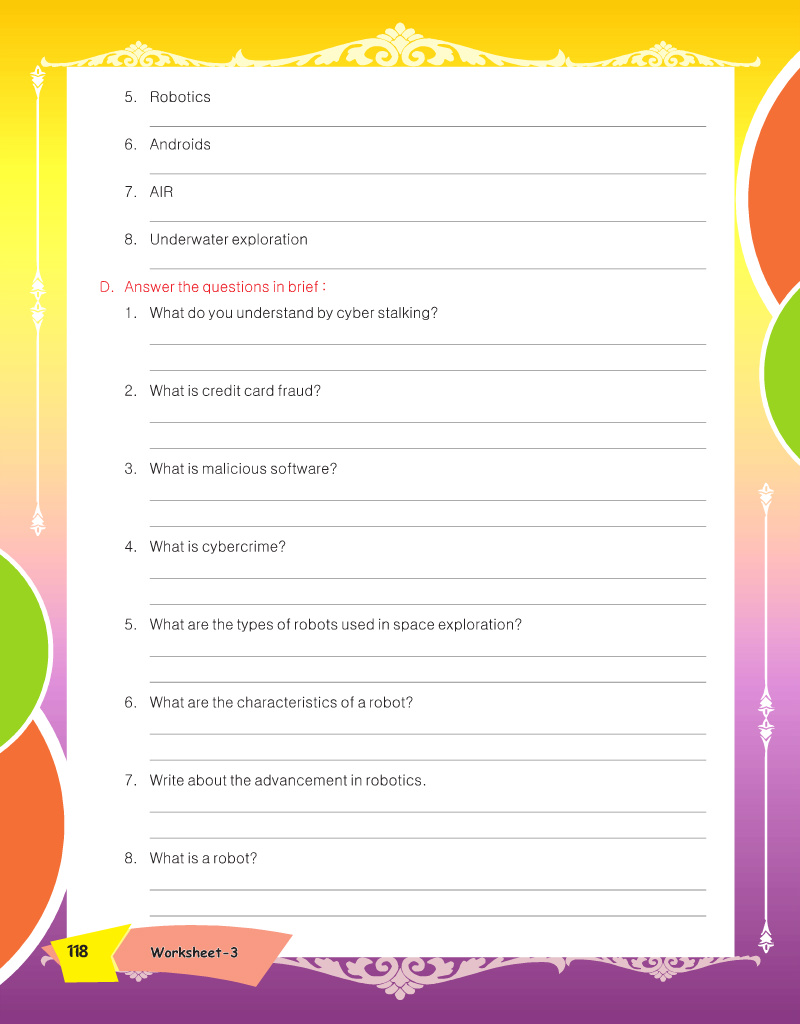 5. Robotics
6. Androids
7. AIR
8. Underwater exploration
D. Answer the questions in brief :
1. What do you understand by cyber stalking?
2. What is credit card fraud?
3. What is malicious software?
4. What is cybercrime?
5. What are the types of robots used in space exploration?
6. What are the characteristics of a robot?
7. Write about the advancement in robotics.
8. What is a robot?
118 Worksheet-3